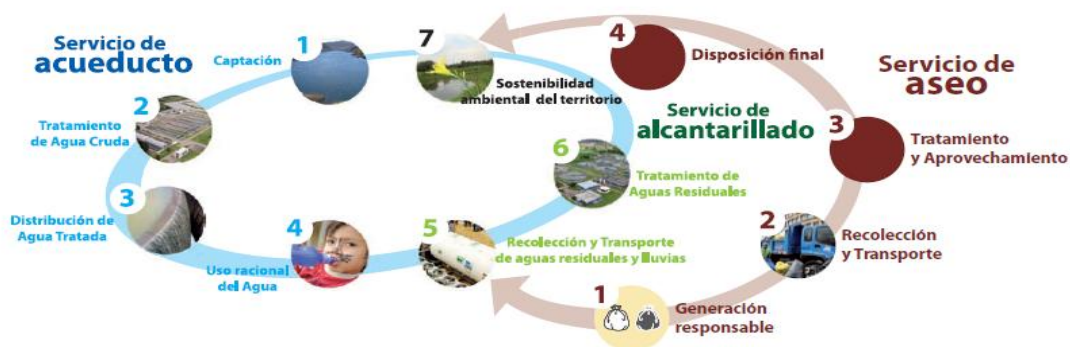 Servicio de
acueducto
1
Captación
2
Tratamiento
de Agua Cruda
3
Distribución de
Agua Tratada
4
Uso racional
del Agua
5
Recolección y Transporte
de aguas residuales y lluvias
6
Tratamiento de
Aguas Residuales
7
Sostenibilidad
ambiental del territorio
Servicio de
alcantarillado
Servicio de
aseo
1
Generación
responsable
2
Recolección
y Transporte
3
Tratamiento
y Aprovechamiento
4
Disposición final